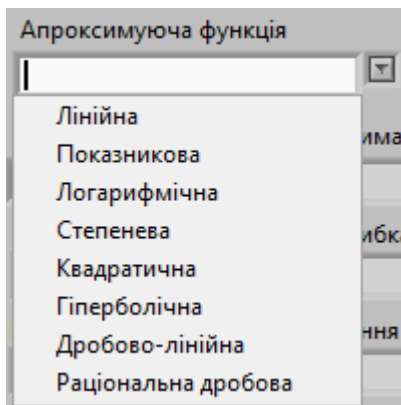 Апроксимуюча функція
Лінійна
Показникова
Логарифмічна
Степенева
Квадратична
Гіперболічна
Дробово-лінійна
Раціональна дробова